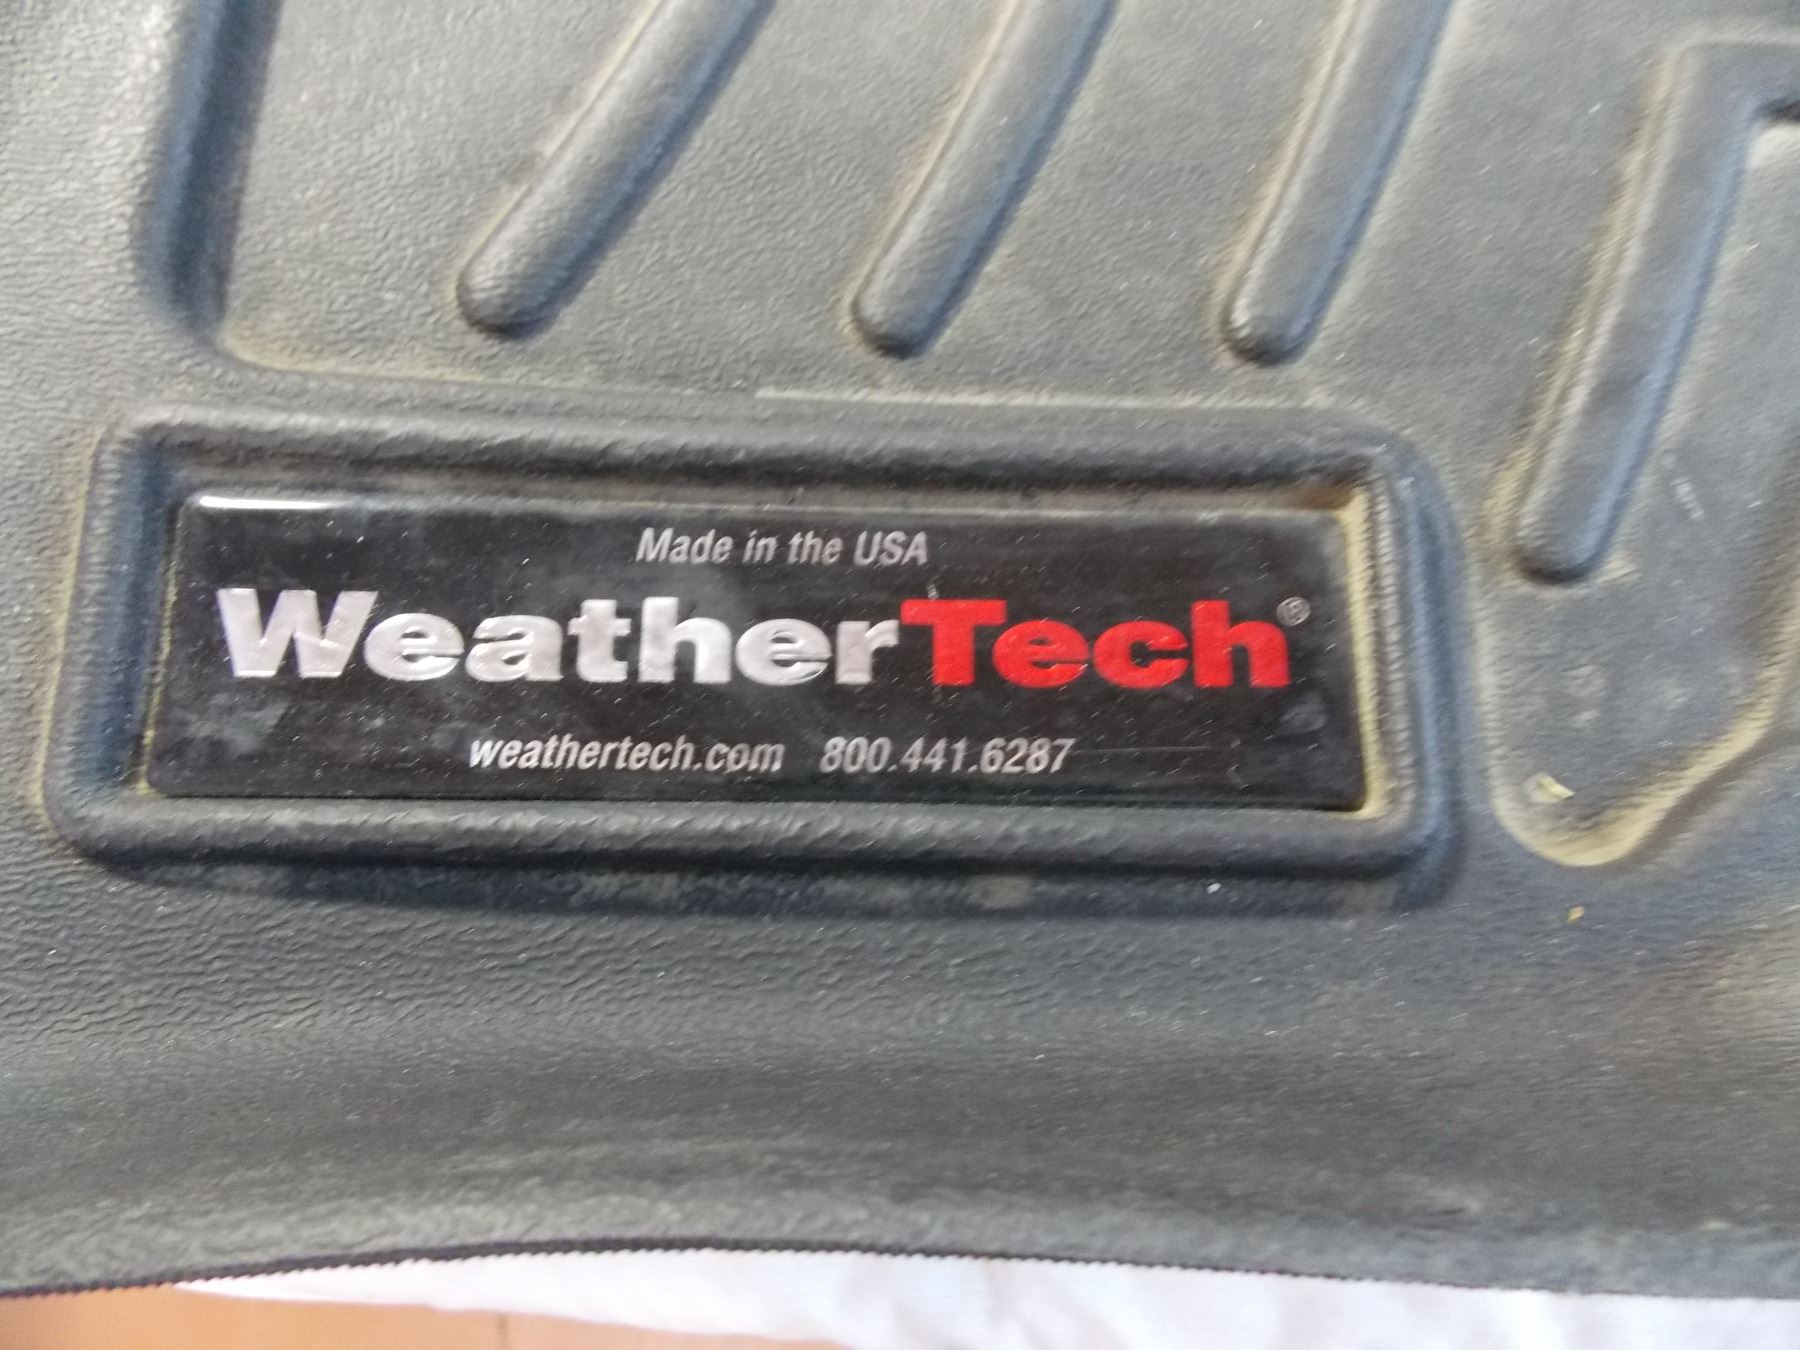 Made in the USA
WeatherTech®
weathertech.com 800.441.6287